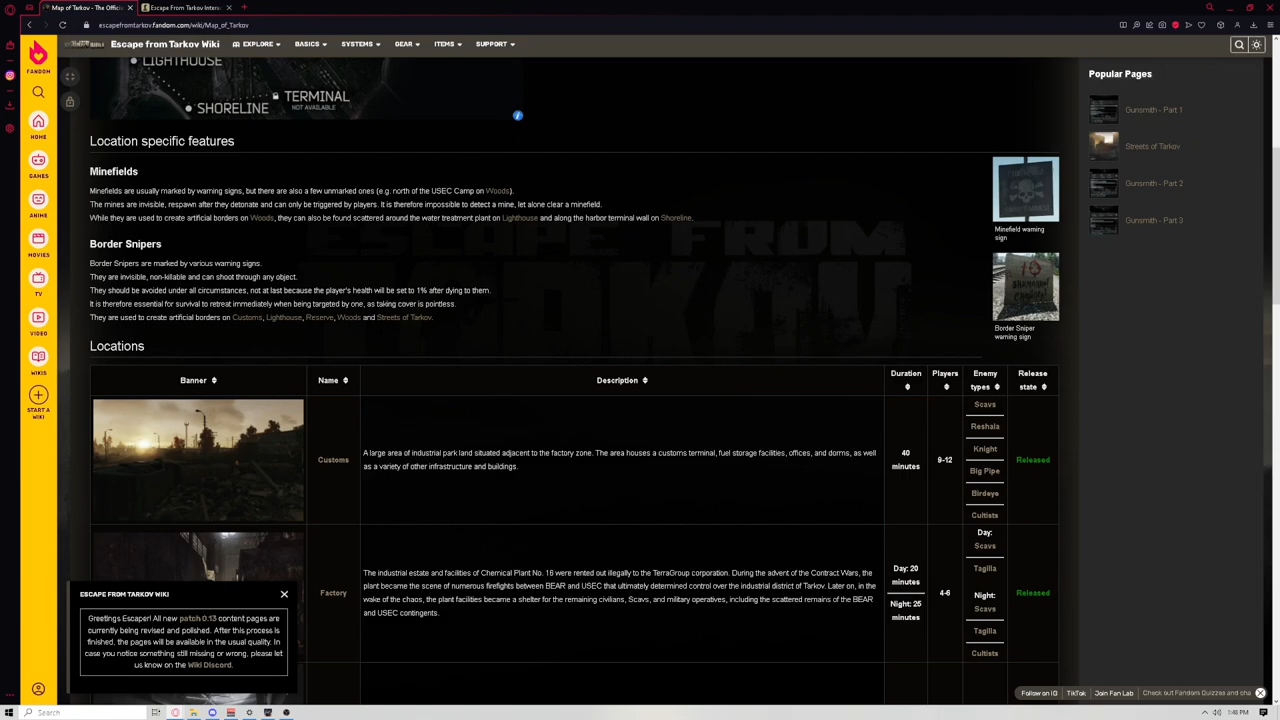 Map of Tarkov - The Officia
Escape From Tarkov Intera
escapefromtarkov.fandom.com/wiki/Map_of_Tarkov
FANDOM
Escape from Tarkov Wiki
EXPLORE
BASICS
SYSTEMS
GEAR
ITEMS
SUPPORT
HOME
GAMES
ANIME
MOVIES
TV
VIDEO
WIKIS
START A
WIKI
LIGHTHOUSE
TERMINAL
NOT AVAILABLE
SHORELINE
Popular Pages
Gunsmith - Part 1
Streets of Tarkov
Gunsmith - Part 2
Gunsmith - Part 3
Location specific features
Minefields
Minefields are usually marked by warning signs, but there are also a few unmarked ones (e.g. north of the USEC Camp on Woods).
The mines are invisible, respawn after they detonate and can only be triggered by players. It is therefore impossible to detect a mine, let alone clear a minefield.
While they are used to create artificial borders on Woods, they can also be found scattered around the water treatment plant on Lighthouse and along the harbor terminal wall on Shoreline.
Minefield warning
sign
Border Snipers
Border Snipers are marked by various warning signs.
They are invisible, non-killable and can shoot through any object.
They should be avoided under all circumstances, not at last because the player's health will be set to 1% after dying to them.
It is therefore essential for survival to retreat immediately when being targeted by one, as taking cover is pointless.
They are used to create artificial borders on Customs, Lighthouse, Reserve, Woods and Streets of Tarkov.
Border Sniper
warning sign
Locations
Banner
Name
Description
Duration
Players
Enemy
types
Release
state
Customs
A large area of industrial park land situated adjacent to the factory zone. The area houses a customs terminal, fuel storage facilities, offices, and dorms, as well
as a variety of other infrastructure and buildings.
40
minutes
9-12
Scavs
Reshala
Knight
Big Pipe
Birdeye
Cultists
Released
Factory
The industrial estate and facilities of Chemical Plant No. 16 were rented out illegally to the TerraGroup corporation. During the advent of the Contract Wars, the
plant became the scene of numerous firefights between BEAR and USEC that ultimately determined control over the industrial district of Tarkov. Later on, in the
wake of the chaos, the plant facilities became a shelter for the remaining civilians, Scavs, and military operatives, including the scattered remains of the BEAR
and USEC contingents.
Day: 20
minutes
Night: 25
minutes
4-6
Day:
Scavs
Tagilla
Night:
Scavs
Tagilla
Cultists
Released
ESCAPE FROM TARKOV WIKI
Greetings Escaper! All new patch 0.13 content pages are
currently being revised and polished. After this process is
finished, the pages will be available in the usual quality. In
case you notice something still missing or wrong, please let
us know on the Wiki Discord.
Follow on IG
TikTok
Join Fan Lab
Check out Fandom Quizzes and cha
Search
1:48 PM